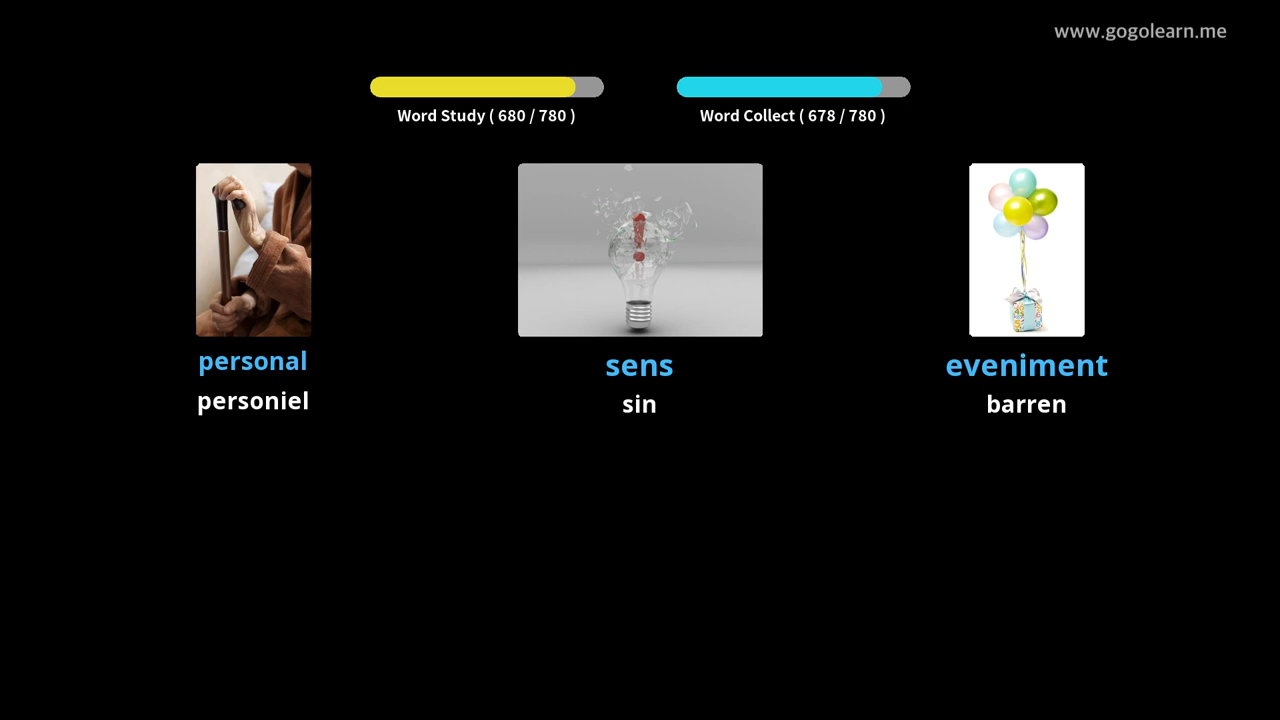 www.gogolearn.me
Word Study ( 680 / 780 )
Word Collect ( 678 / 780 )
personal
personiel
sens
sin
eveniment
barren